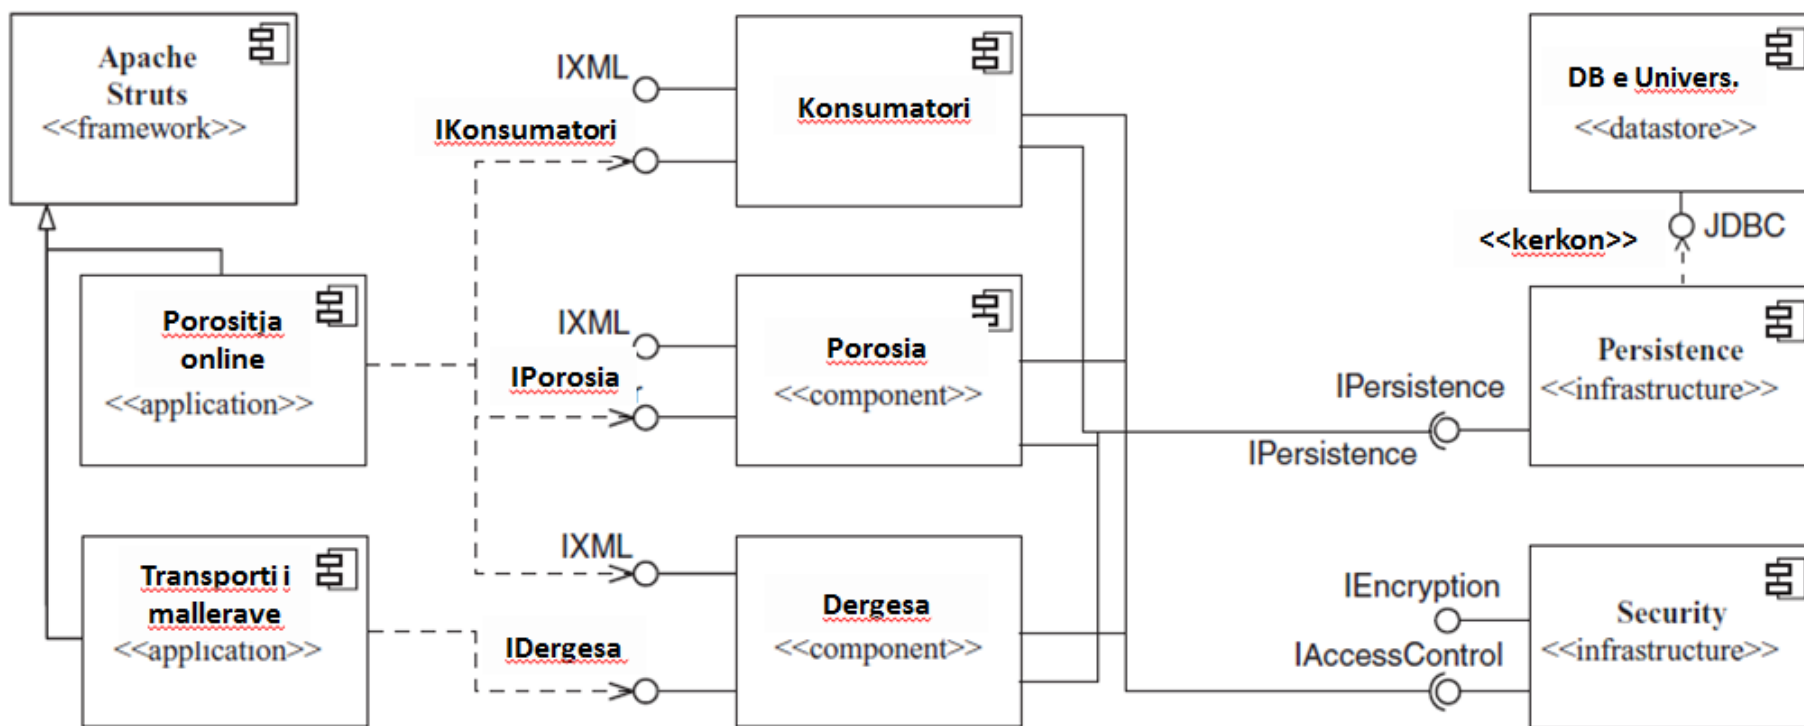 Apache
Struts
<<framework>>
Porositja
online
<<application>>
Transporti i
mallerave
<<application>>
IXML
IKonsumatori
Konsumatori
IXML
IPorosia
Porosia
<<component>>
IXML
IDergesa
Dergesa
<<component>>
DB e Univers.
<<datastore>>
<<kerkon>>
JDBC
Persistence
<<infrastructure>>
IPersistence
IPersistence
IEncryption
IAccessControl
Security
<<infrastructure>>